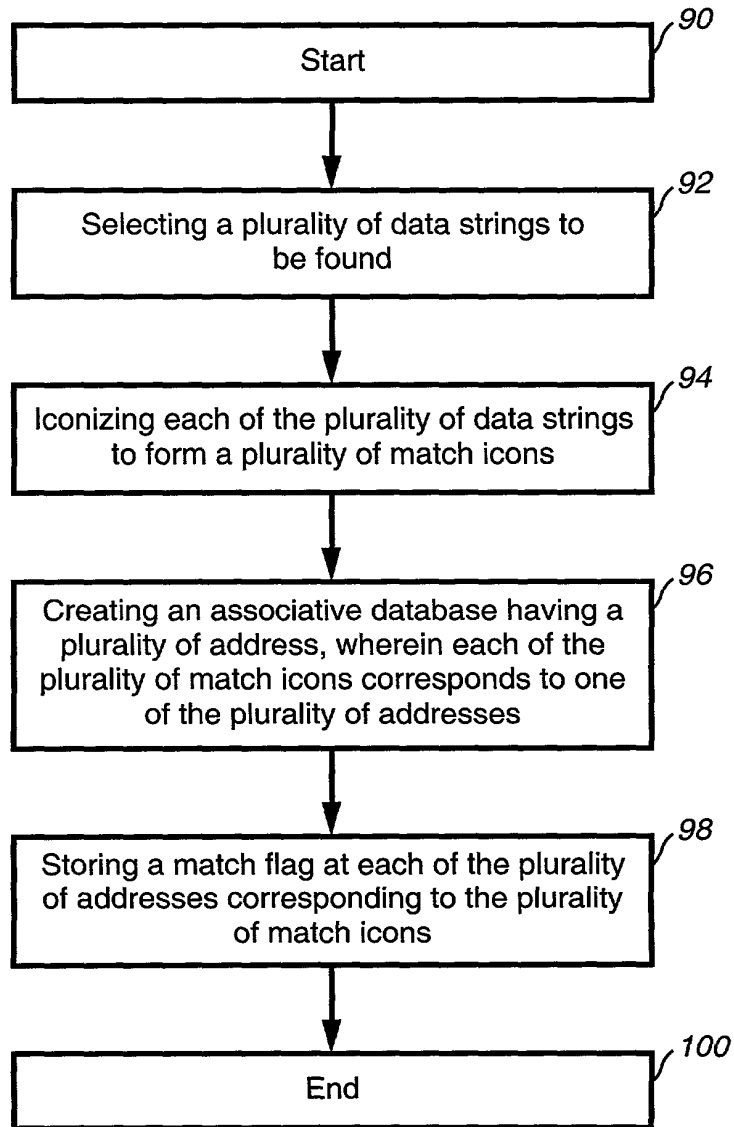 90
Start
92
Selecting a plurality of data strings to
be found
94
Iconizing each of the plurality of data strings
to form a plurality of match icons
96
Creating an associative database having a
plurality of address, wherein each of the
plurality of match icons corresponds to one
of the plurality of addresses
98
Storing a match flag at each of the plurality
of addresses corresponding to the plurality
of match icons
100
End